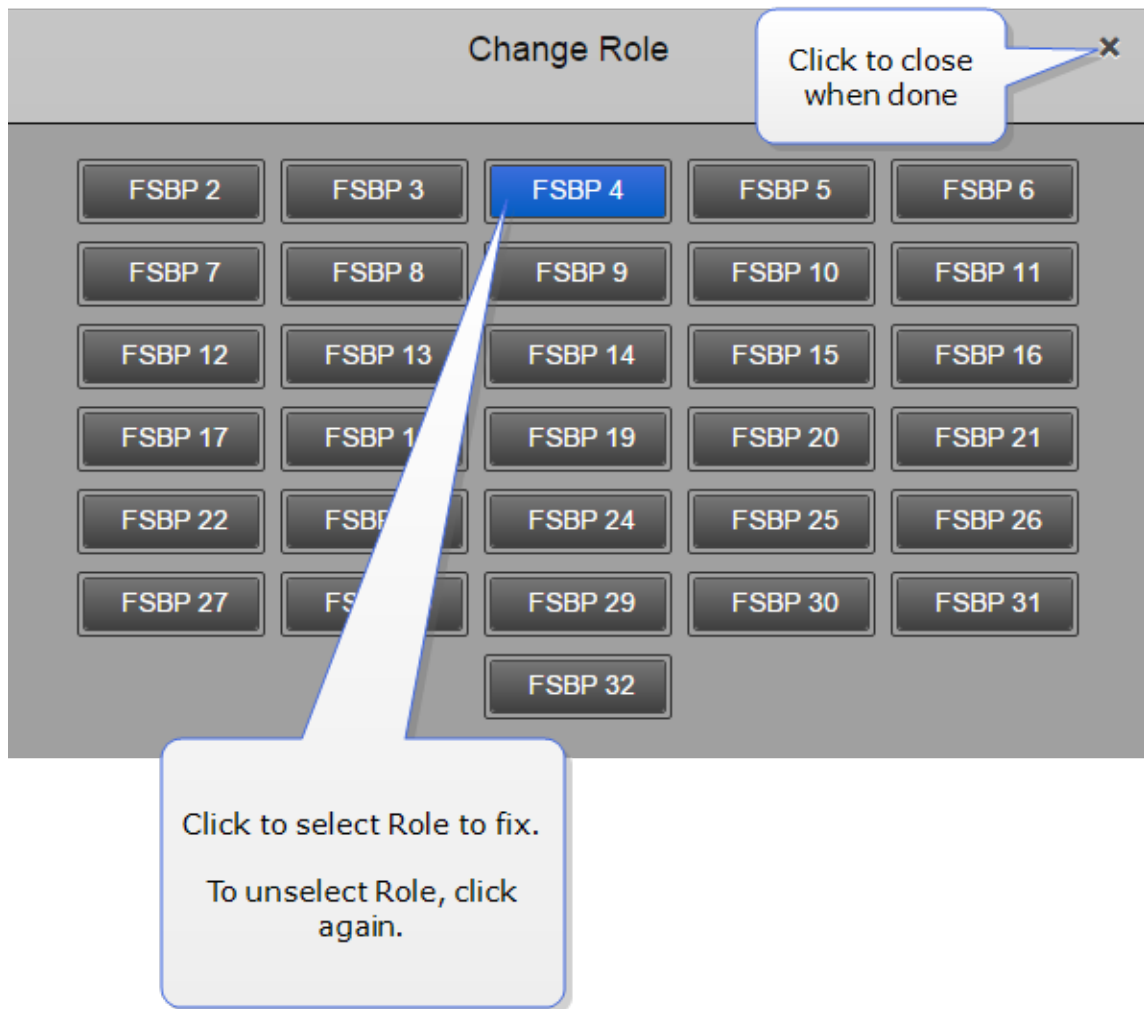 Change Role
Click to close
when done
FSBP 2 FSBP 3 FSBP 4 FSBP 5 FSBP 6
FSBP 7 FSBP 8 FSBP 9 FSBP 10 FSBP 11
FSBP 12 FSBP 13 FSBP 14 FSBP 15 FSBP 16
FSBP 17 FSBP 19 FSBP 20 FSBP 21
FSBP 22 FSBP 24 FSBP 25 FSBP 26
FSBP 27 FSBP 29 FSBP 30 FSBP 31
FSBP 32
Click to select Role to fix.
To unselect Role, click
again.